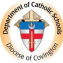 Department of Catholic Schools
Diocese of Covington